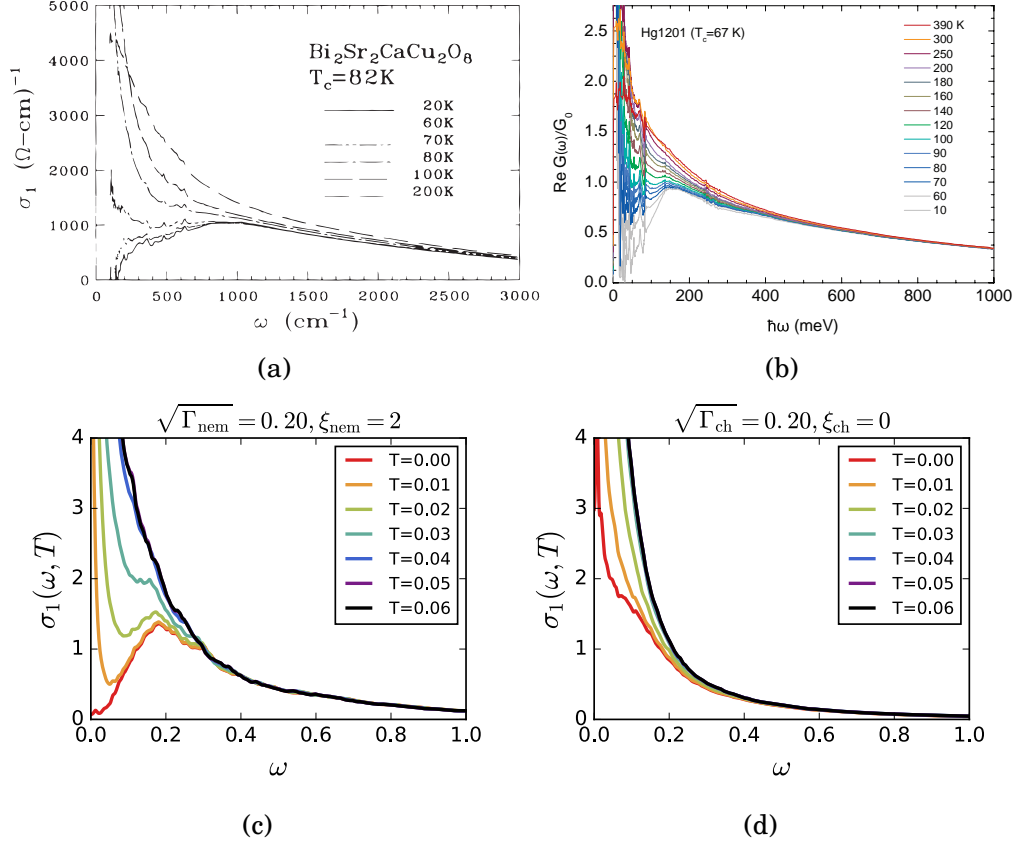 5000
4000
3000
2000
1000
0
σ₁ (Ω-cm)⁻¹
Bi₂Sr₂CaCu₂O₈
T_c=82K
20K
60K
70K
80K
100K
200K
0 500 1000 1500 2000 2500 3000
ω (cm⁻¹)
(a)
2.5
2.0
1.5
1.0
0.5
0.0
Re G(ω)/G₀
Hg1201 (T_c=67 K)
390 K
300
250
200
180
160
140
120
100
90
80
70
60
10
0 200 400 600 800 1000
ħω (meV)
(b)
√Γ_nem = 0.20, ξ_nem = 2
4
3
2
1
0
σ₁(ω, T)
T=0.00
T=0.01
T=0.02
T=0.03
T=0.04
T=0.05
T=0.06
0.0 0.2 0.4 0.6 0.8 1.0
ω
(c)
√Γ_ch = 0.20, ξ_ch = 0
4
3
2
1
0
σ₁(ω, T)
T=0.00
T=0.01
T=0.02
T=0.03
T=0.04
T=0.05
T=0.06
0.0 0.2 0.4 0.6 0.8 1.0
ω
(d)